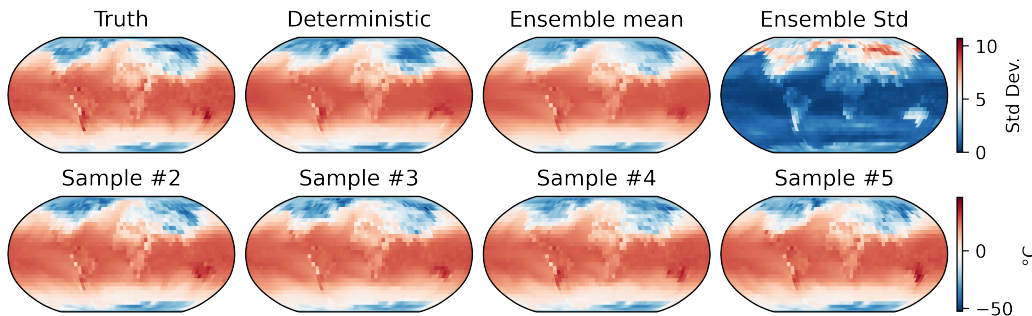 Truth
Deterministic
Ensemble mean
Ensemble Std
10
5
0
Std Dev.
Sample #2
Sample #3
Sample #4
Sample #5
0
−50
°C